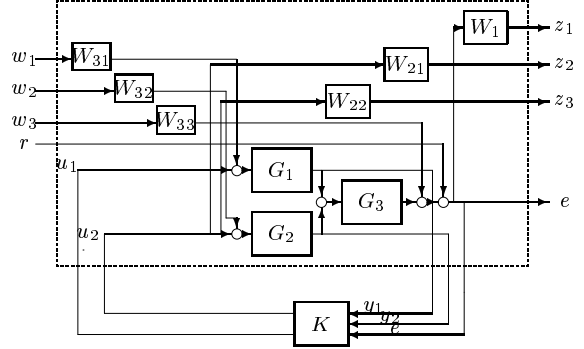 W₁ z₁
w₁ W₃₁ W₂₁ z₂
w₂ W₃₂ W₂₂ z₃
w₃ W₃₃
r
u₁ G₁
G₃ e
u₂ G₂
y₁
K y₂
e